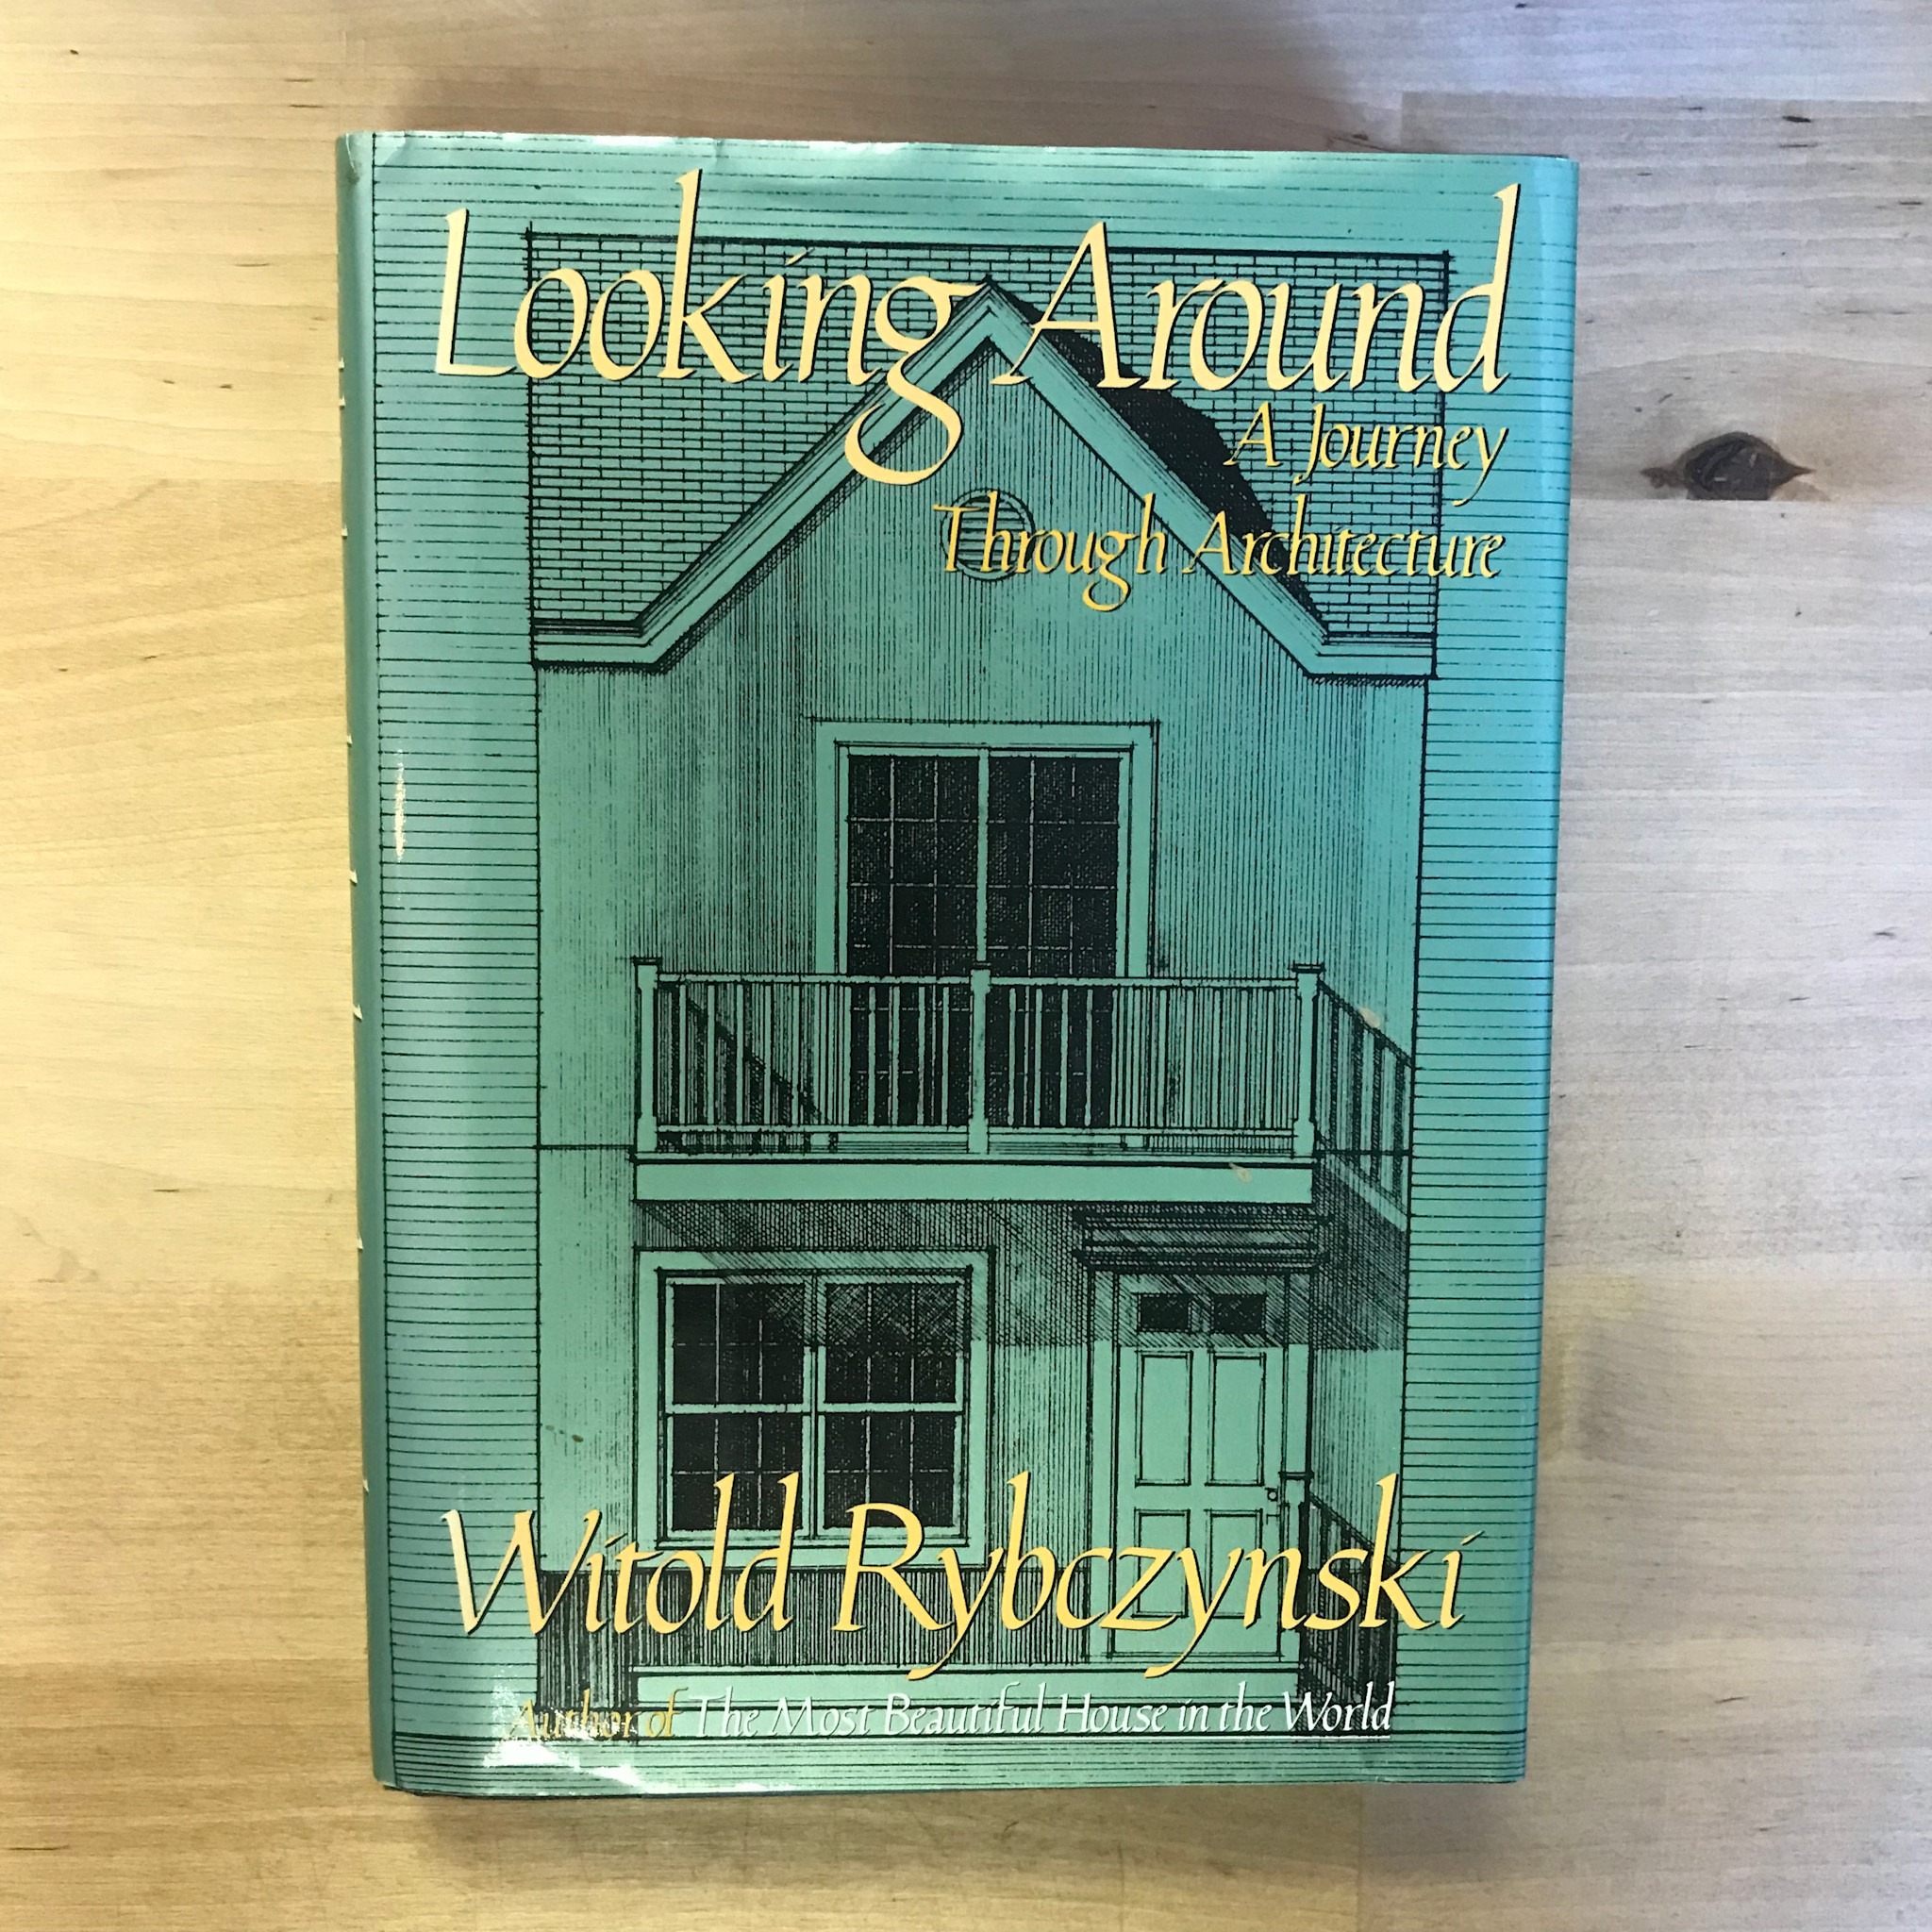 Looking Around
A Journey
Through Architecture
Witold Rybczynski
Author of The Most Beautiful House in the World